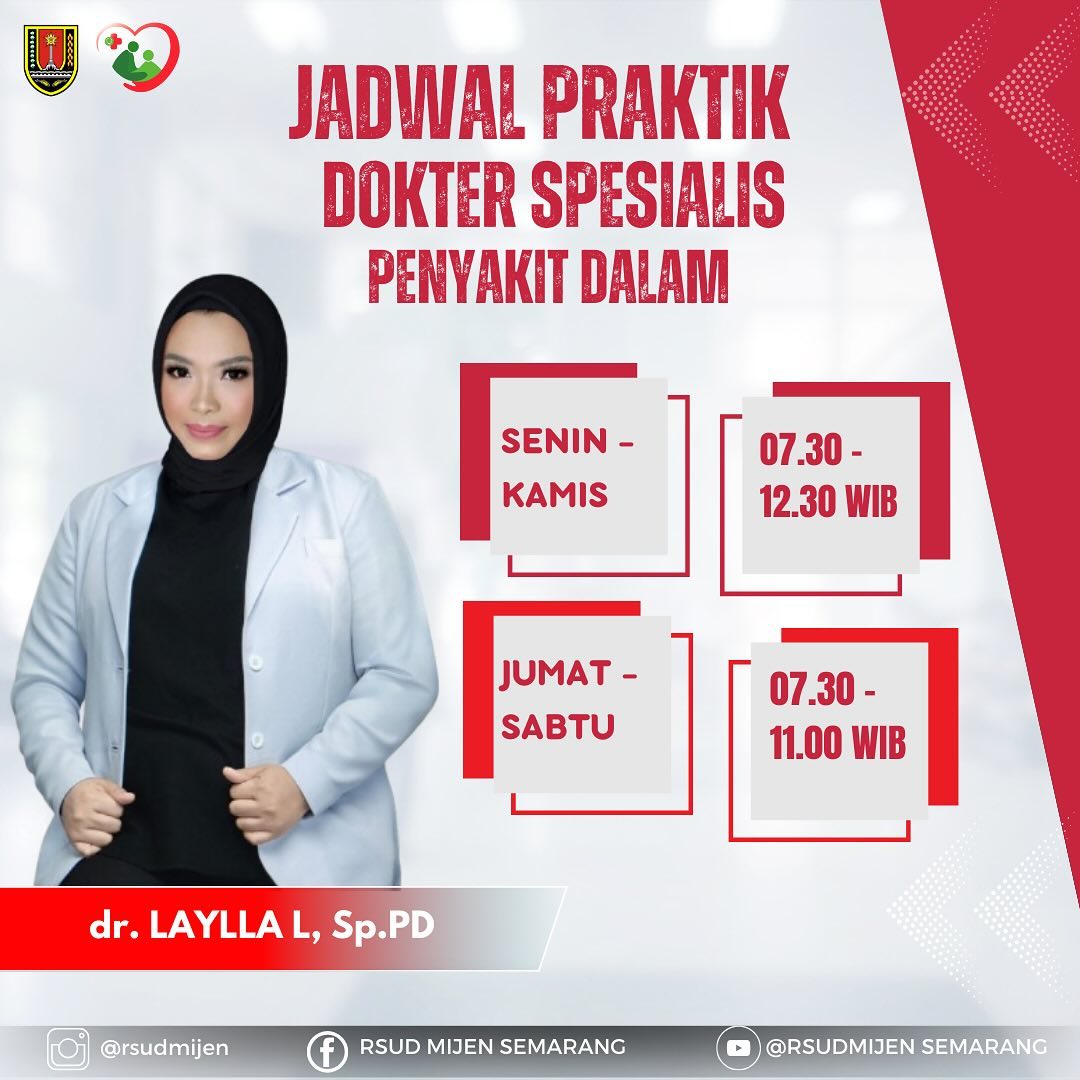 JADWAL PRAKTIK
DOKTER SPESIALIS
PENYAKIT DALAM
SENIN -
KAMIS
07.30 -
12.30 WIB
JUMAT -
SABTU
07.30 -
11.00 WIB
dr. LAYLLA L, Sp.PD
@rsudmijen
RSUD MIJEN SEMARANG
@RSUDMIJEN SEMARANG